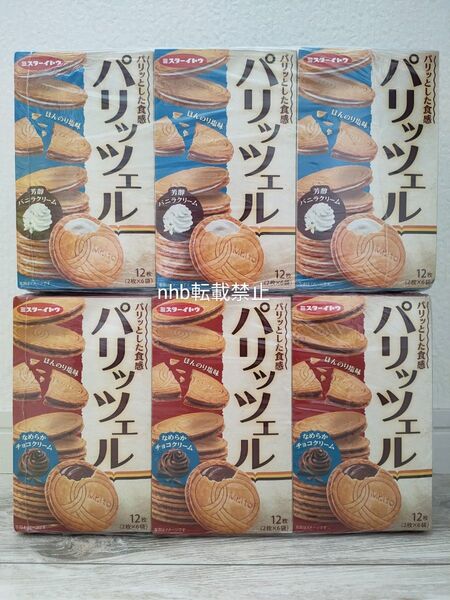 ミスターイトウ
パリッとした食感
パリッツェル
ほんのり塩味
芳醇
バニラクリーム
12枚
(2枚×6袋)
ミスターイトウ
パリッとした食感
パリッツェル
ほんのり塩味
芳醇
バニラクリーム
12枚
(2枚×6袋)
ミスターイトウ
パリッとした食感
パリッツェル
ほんのり塩味
芳醇
バニラクリーム
12枚
(2枚×6袋)
nhb転載禁止
ミスターイトウ
パリッとした食感
パリッツェル
ほんのり塩味
なめらか
チョコクリーム
12枚
(2枚×6袋)
ミスターイトウ
パリッとした食感
パリッツェル
ほんのり塩味
なめらか
チョコクリーム
12枚
(2枚×6袋)
ミスターイトウ
パリッとした食感
パリッツェル
ほんのり塩味
なめらか
チョコクリーム
12枚
(2枚×6袋)